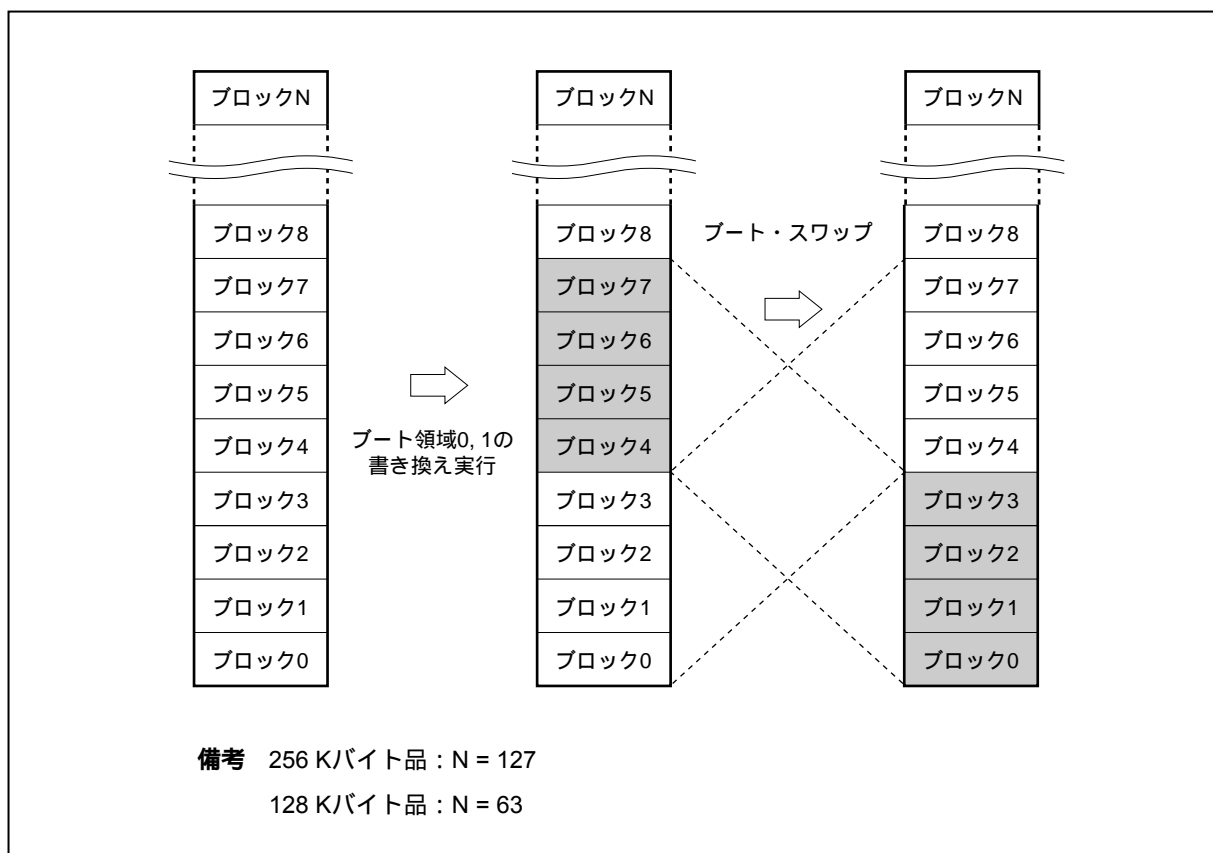 ブロックN
ブロック8
ブロック7
ブロック6
ブロック5
ブロック4
ブロック3
ブロック2
ブロック1
ブロック0
ブート領域0, 1の
書き換え実行
ブロックN
ブロック8
ブロック7
ブロック6
ブロック5
ブロック4
ブロック3
ブロック2
ブロック1
ブロック0
ブート・スワップ
ブロックN
ブロック8
ブロック7
ブロック6
ブロック5
ブロック4
ブロック3
ブロック2
ブロック1
ブロック0
備考 256 Kバイト品：N = 127
128 Kバイト品：N = 63